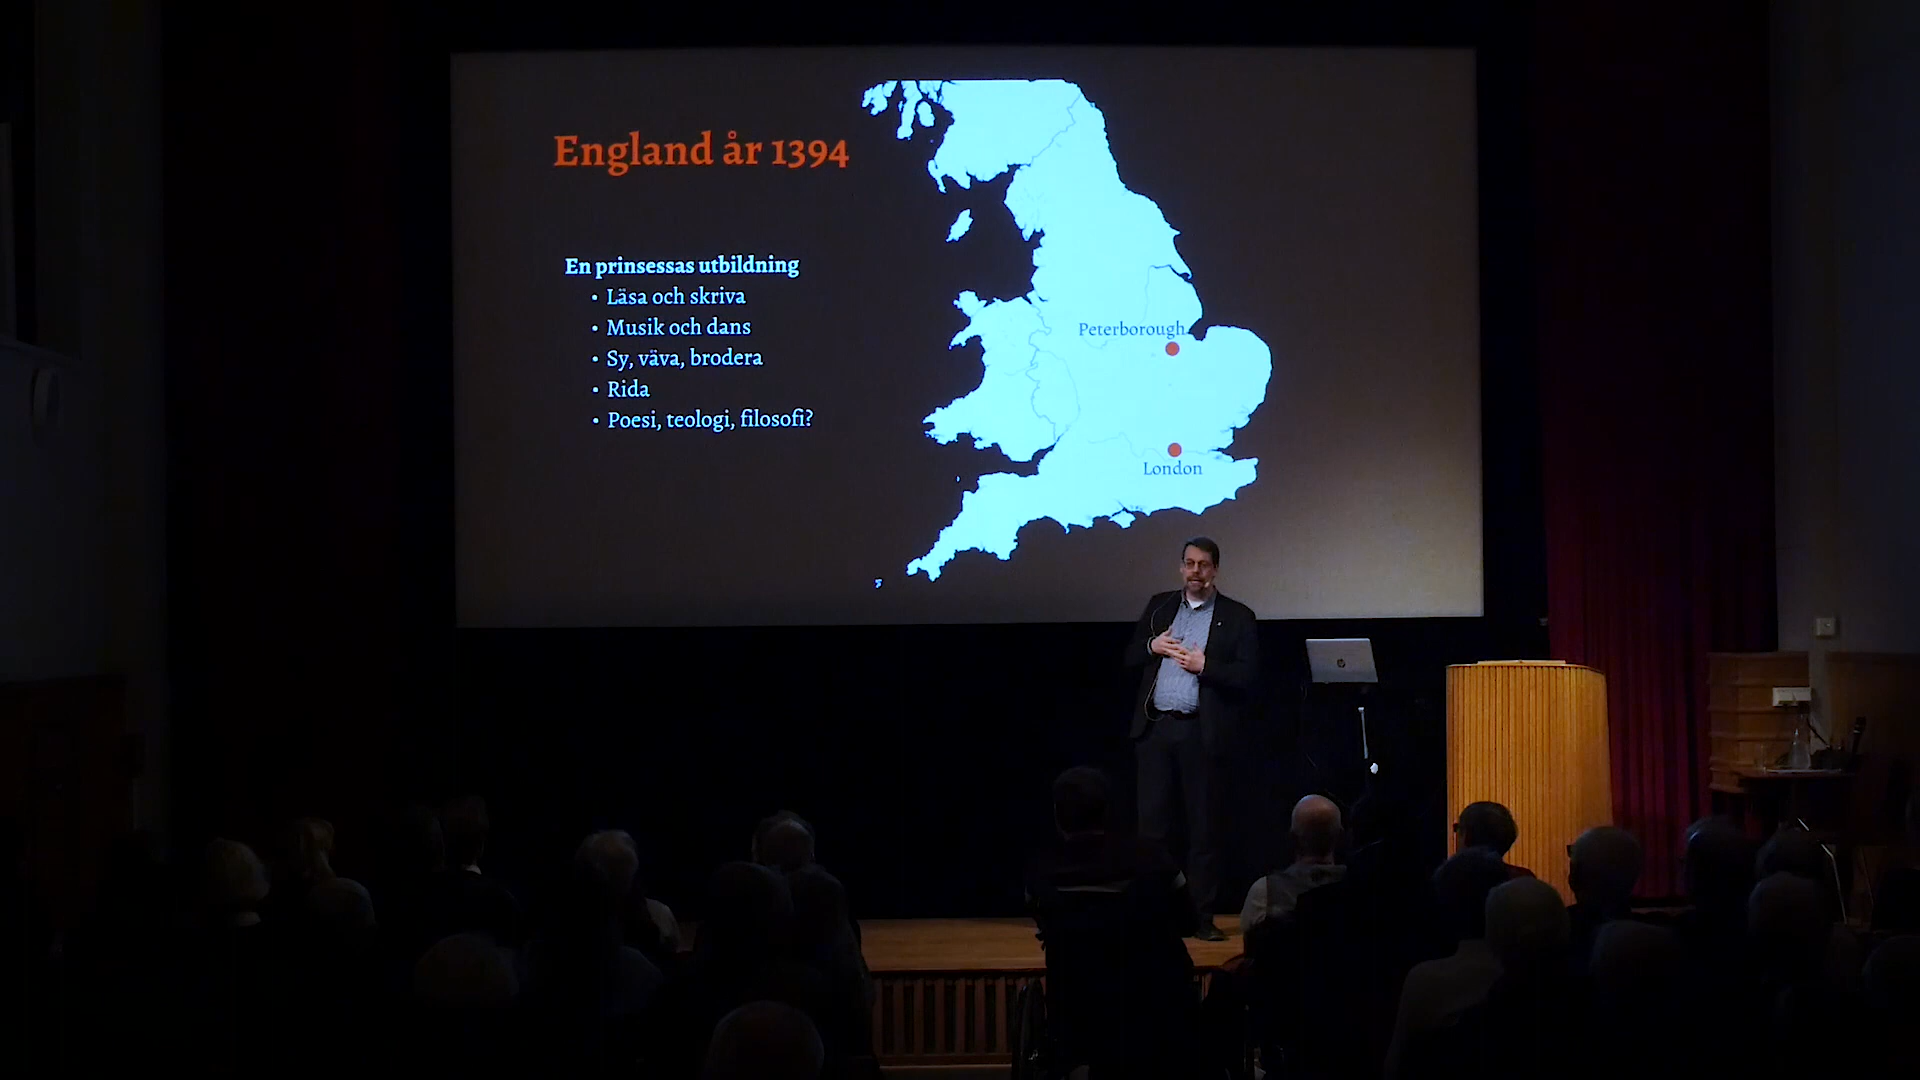 England år 1394
En prinsessas utbildning
• Läsa och skriva
• Musik och dans
• Sy, väva, brodera
• Rida
• Poesi, teologi, filosofi?
Peterborough
London
hp